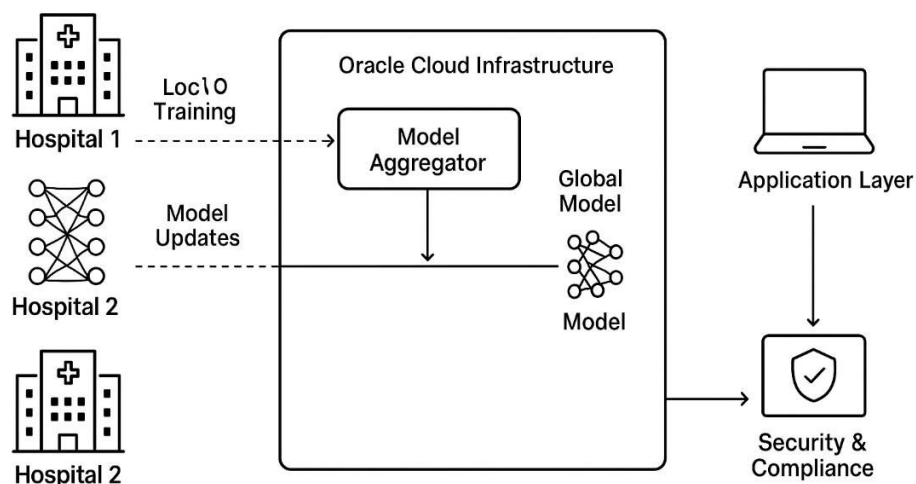 Oracle Cloud Infrastructure
Loc\O
Training
Hospital 1
Model
Aggregator
Global
Model
Application Layer
Model
Updates
Hospital 2
Model
Security &
Compliance
Hospital 2